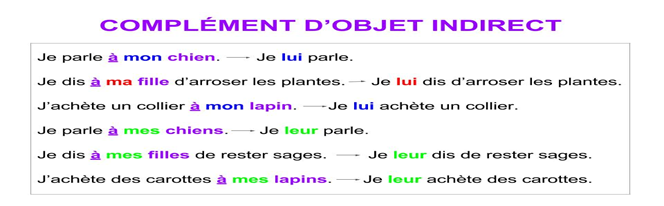 COMPLÉMENT D'OBJET INDIRECT
Je parle à mon chien. → Je lui parle.
Je dis à ma fille d'arroser les plantes. → Je lui dis d'arroser les plantes.
J'achète un collier à mon lapin. → Je lui achète un collier.
Je parle à mes chiens. → Je leur parle.
Je dis à mes filles de rester sages. → Je leur dis de rester sages.
J'achète des carottes à mes lapins. → Je leur achète des carottes.